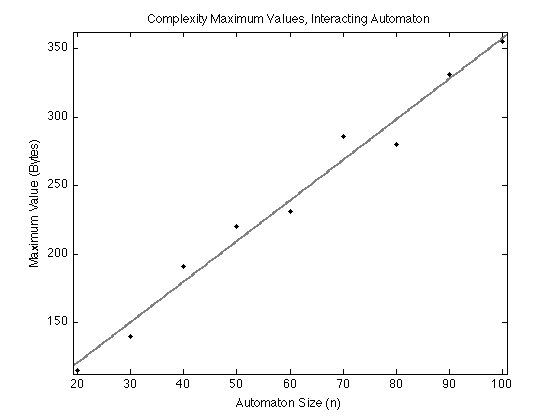 Complexity Maximum Values, Interacting Automaton
350
300
250
200
150
Maximum Value (Bytes)
20 30 40 50 60 70 80 90 100
Automaton Size (n)